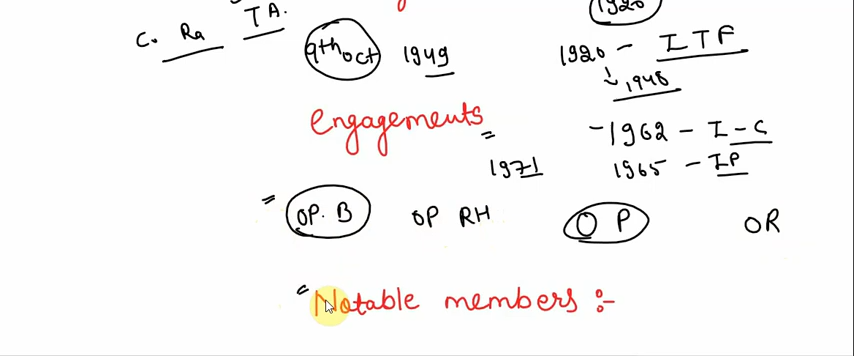 1920
C. Ra TA.
9th oct 1949 1920 - ITF
↓ 1948
Engagements =
-1962 - I-C
1971 1965 - IP
= OP. B OP RH O P OR
" Notable members :-